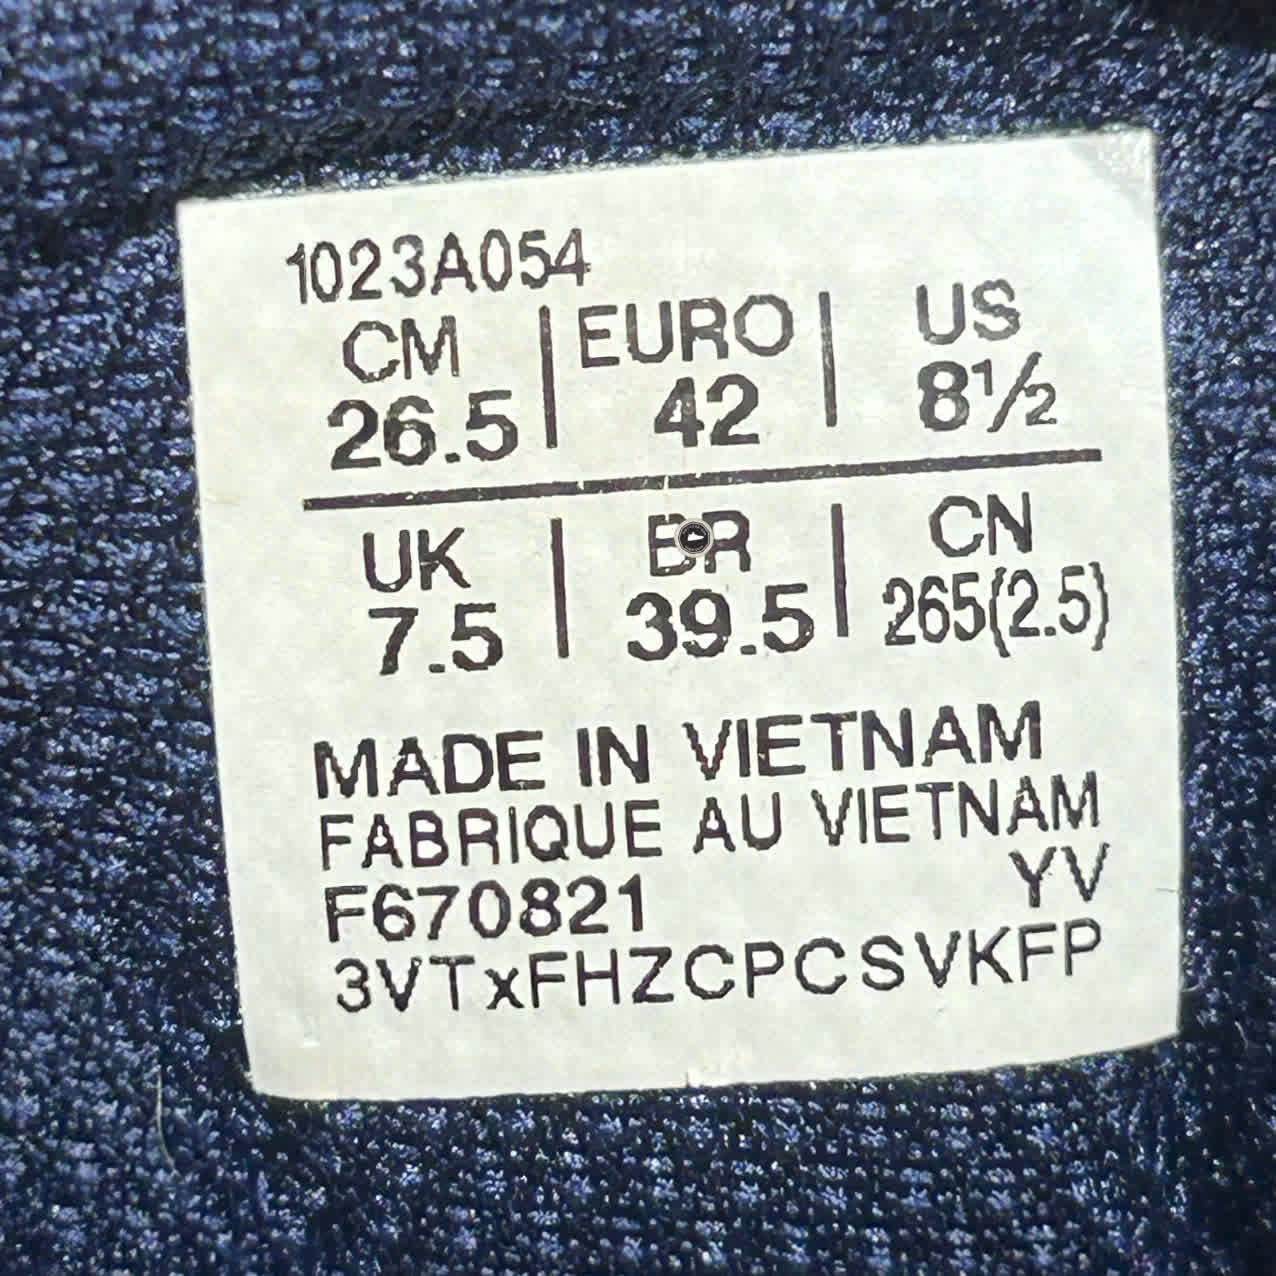 1023A054
CM | EURO | US
26.5 42 8½
UK | BR | CN
7.5 39.5 265(2.5)
MADE IN VIETNAM
FABRIQUE AU VIETNAM
F670821 YV
3VTxFHZCPCSVKFP